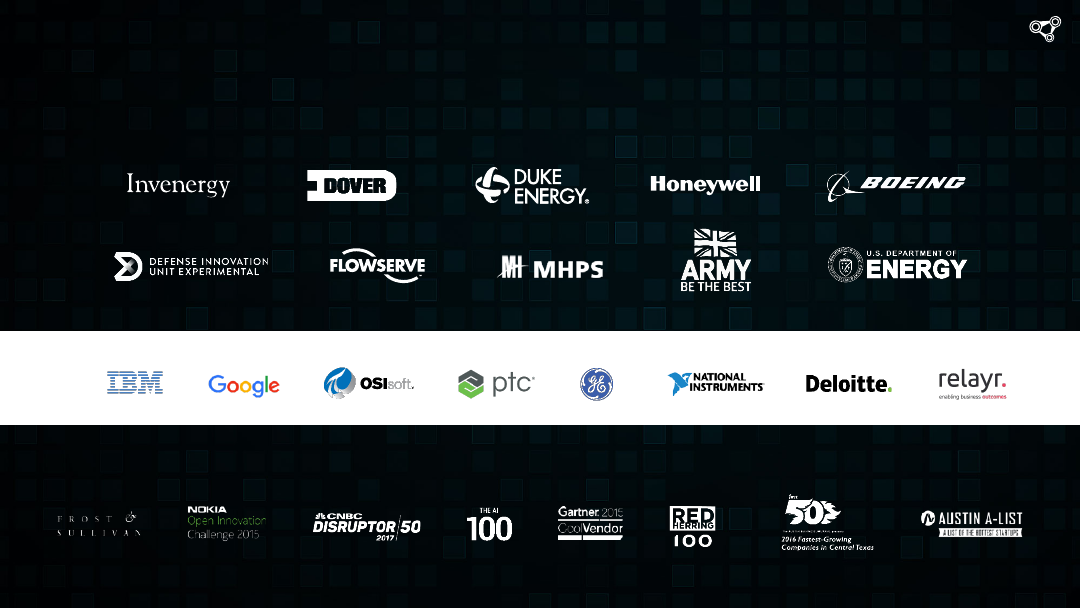 Invenergy
DOVER
DUKE
ENERGY®
Honeywell
BOEING
DEFENSE INNOVATION
UNIT EXPERIMENTAL
FLOWSERVE
MHPS
ARMY
BE THE BEST
U.S. DEPARTMENT OF
ENERGY
IBM
Google
OSIsoft.
ptc®
GE
NATIONAL
INSTRUMENTS
Deloitte.
relayr.
enabling business outcomes
FROST &
SULLIVAN
NOKIA
Open Innovation
Challenge 2015
CNBC
DISRUPTOR/50
2017
THE AI
100
Gartner 2015
CoolVendor
RED
HERRING
100
50
2016 Fastest-Growing
Companies in Central Texas
AUSTIN A-LIST
A LIST OF THE HOTTEST STARTUPS